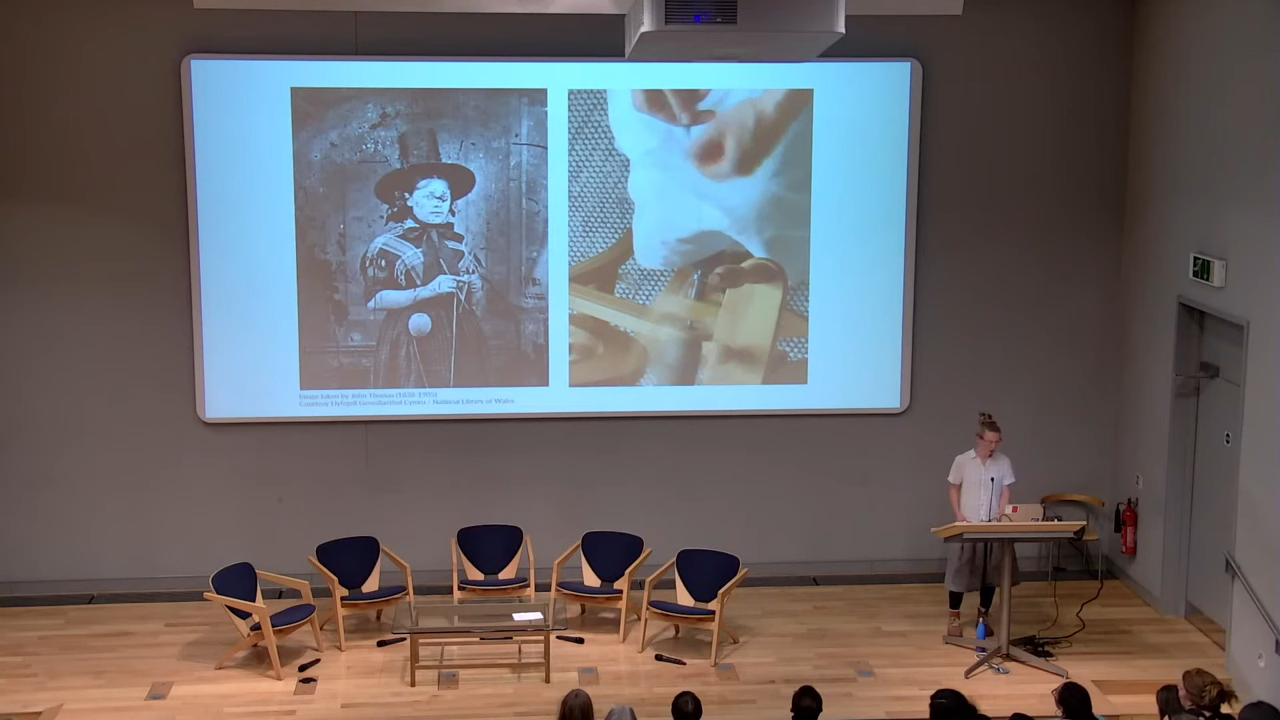 Image taken by John Thomas (1838-1905)
Courtesy Llyfrgell Genedlaethol Cymru / National Library of Wales